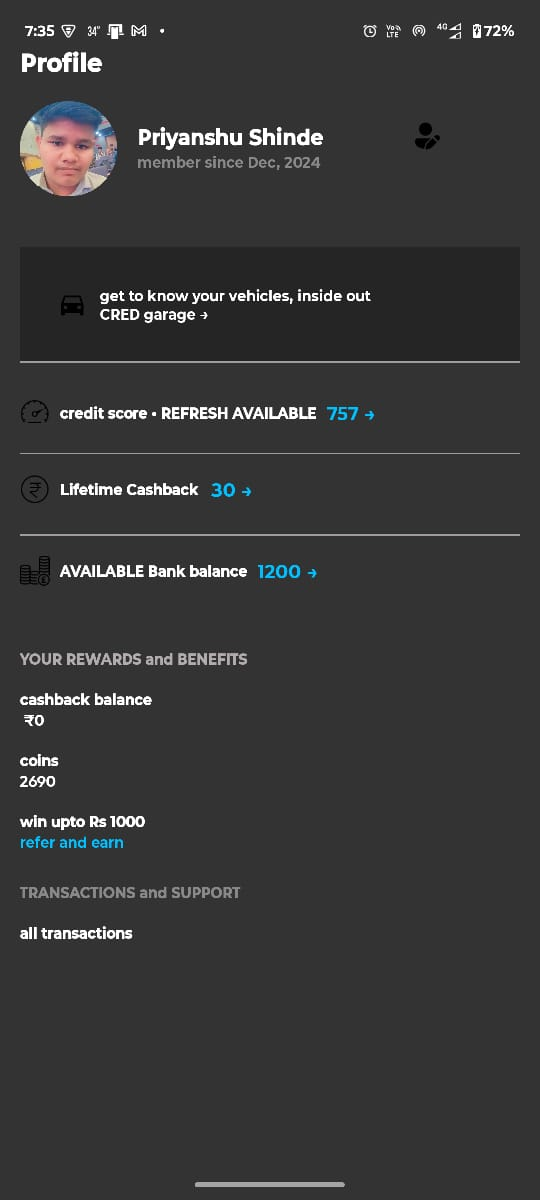 7:35 34° 4G 72%
VoLTE
Profile
Priyanshu Shinde
member since Dec, 2024
get to know your vehicles, inside out
CRED garage →
credit score • REFRESH AVAILABLE 757 →
Lifetime Cashback 30 →
AVAILABLE Bank balance 1200 →
YOUR REWARDS and BENEFITS
cashback balance
₹0
coins
2690
win upto Rs 1000
refer and earn
TRANSACTIONS and SUPPORT
all transactions